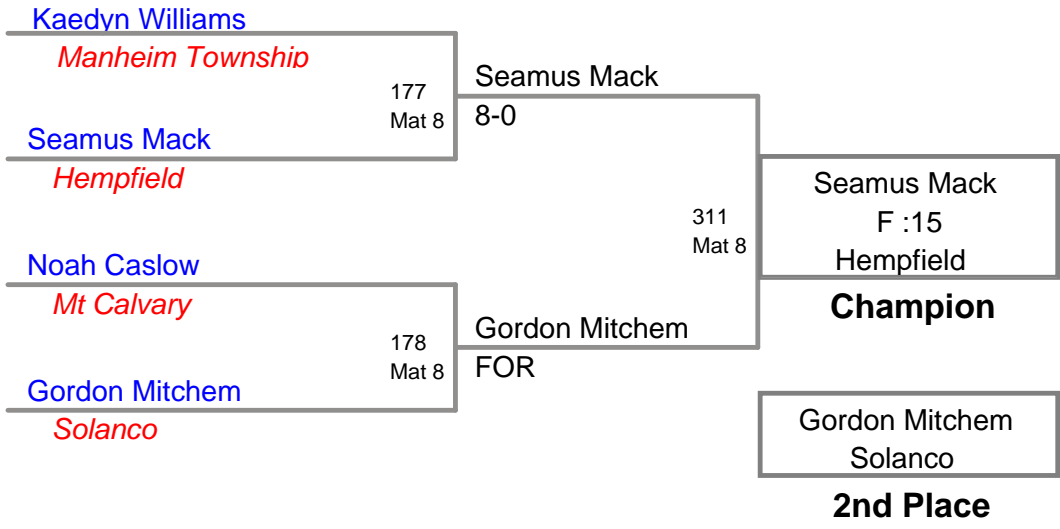 Kaedyn Williams
Manheim Township
177
Mat 8
Seamus Mack
8-0
Seamus Mack
Hempfield
311
Mat 8
Seamus Mack
F :15
Hempfield
Champion
Noah Caslow
Mt Calvary
178
Mat 8
Gordon Mitchem
FOR
Gordon Mitchem
Solanco
Gordon Mitchem
Solanco
2nd Place